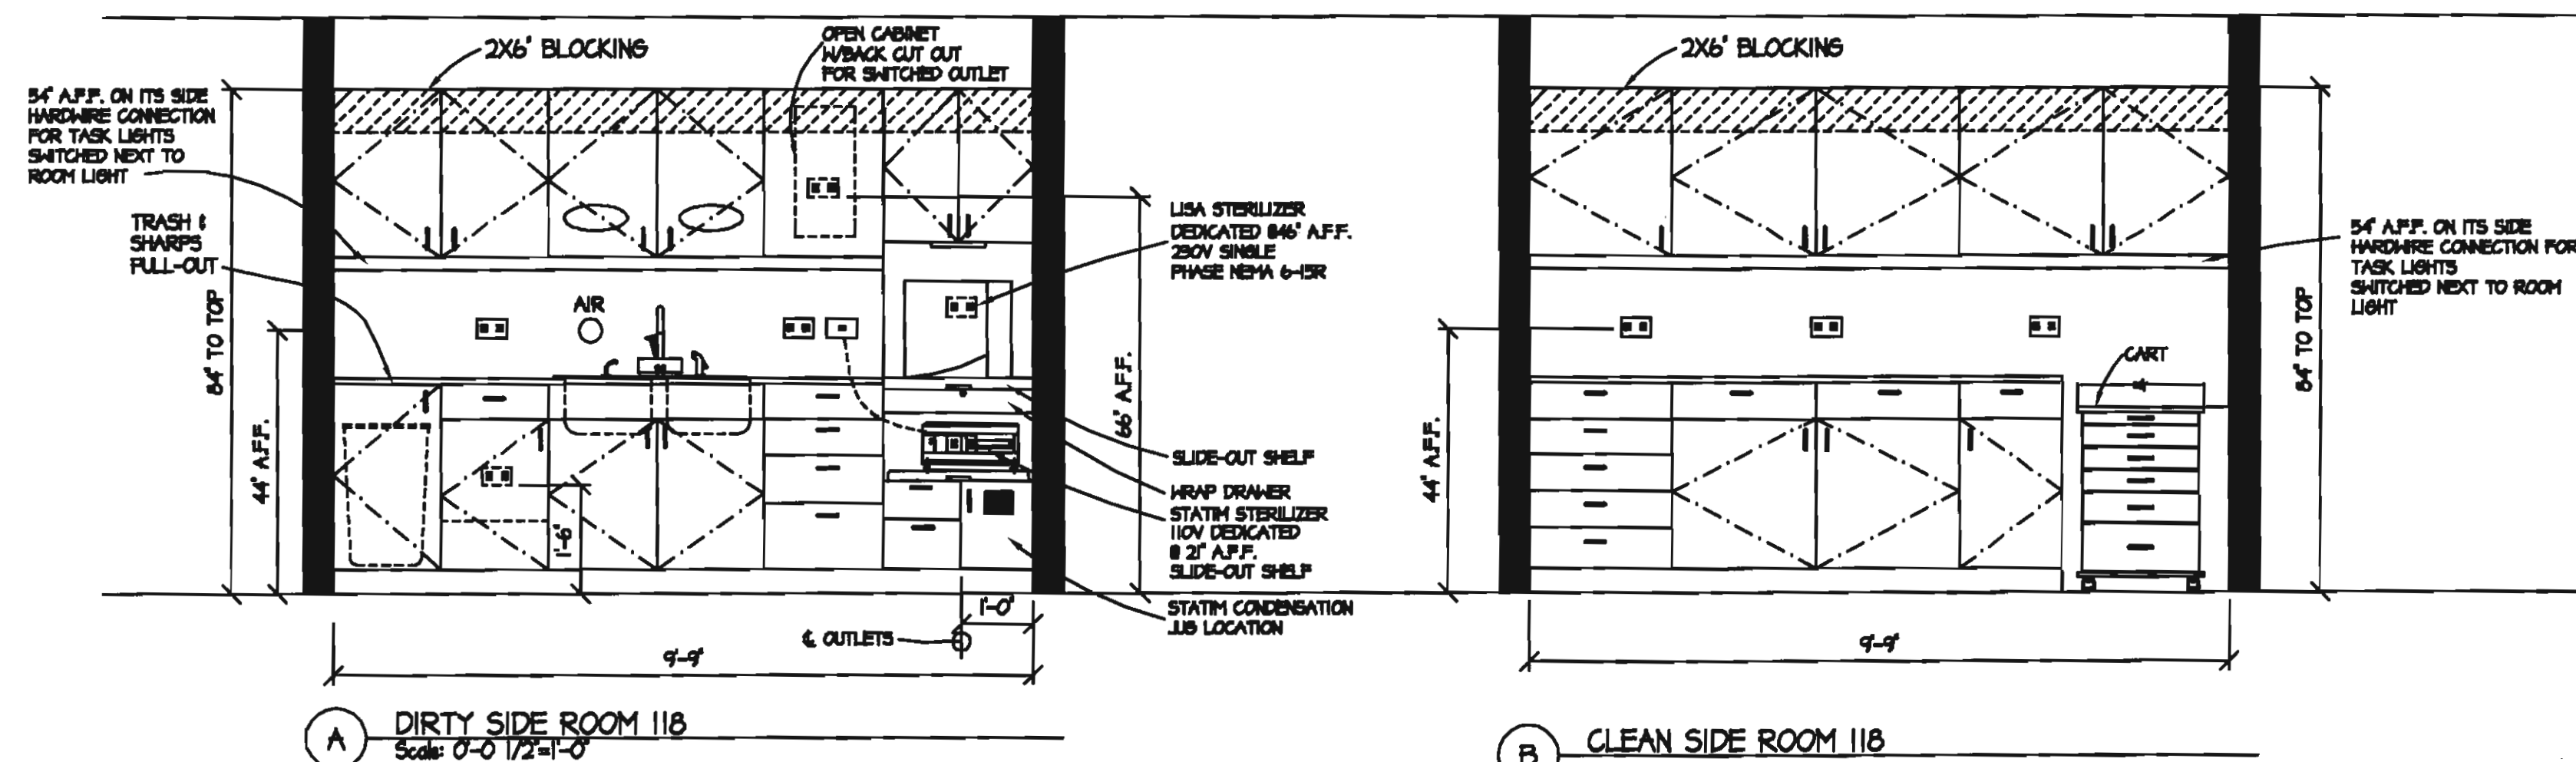 2X6" BLOCKING
OPEN CABINET
W/BACK CUT OUT
FOR SWITCHED OUTLET
54" A.F.F. ON ITS SIDE
HARDWIRE CONNECTION
FOR TASK LIGHTS
SWITCHED NEXT TO
ROOM LIGHT
TRASH &
SHARPS
PULL-OUT
84" TO TOP
44" A.F.F.
AIR
1'-6"
66" A.F.F.
LISA STERILIZER
DEDICATED @46" A.F.F.
230V SINGLE
PHASE NEMA 6-15R
SLIDE-OUT SHELF
WRAP DRAWER
STATIM STERILIZER
110V DEDICATED
@ 21" A.F.F.
SLIDE-OUT SHELF
STATIM CONDENSATION
JUG LOCATION
1'-0"
℄ OUTLETS
9'-9"
A
DIRTY SIDE ROOM 118
Scale: 0'-0 1/2"=1'-0"
2X6" BLOCKING
54" A.F.F. ON ITS SIDE
HARDWIRE CONNECTION FOR
TASK LIGHTS
SWITCHED NEXT TO ROOM
LIGHT
84" TO TOP
44" A.F.F.
CART
9'-9"
B
CLEAN SIDE ROOM 118